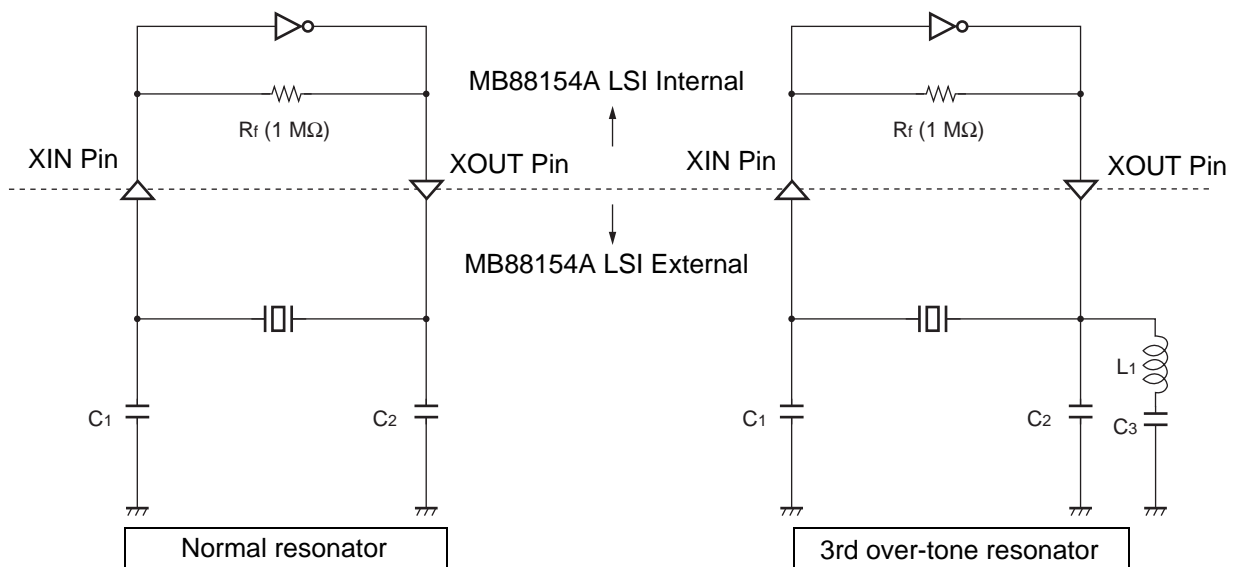 Rf (1 MΩ)
MB88154A LSI Internal
Rf (1 MΩ)
XIN Pin
XOUT Pin
XIN Pin
XOUT Pin
MB88154A LSI External
L1
C1
C2
C1
C2
C3
Normal resonator
3rd over-tone resonator